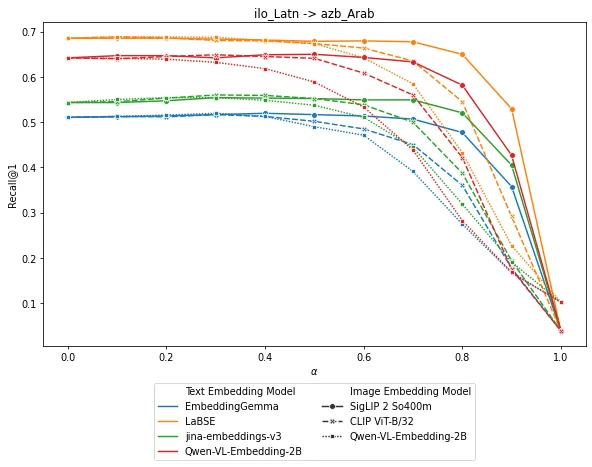 ilo_Latn -> azb_Arab
Recall@1
0.7
0.6
0.5
0.4
0.3
0.2
0.1
0.0 0.2 0.4 0.6 0.8 1.0
α
Text Embedding Model Image Embedding Model
EmbeddingGemma SigLIP 2 So400m
LaBSE CLIP ViT-B/32
jina-embeddings-v3 Qwen-VL-Embedding-2B
Qwen-VL-Embedding-2B